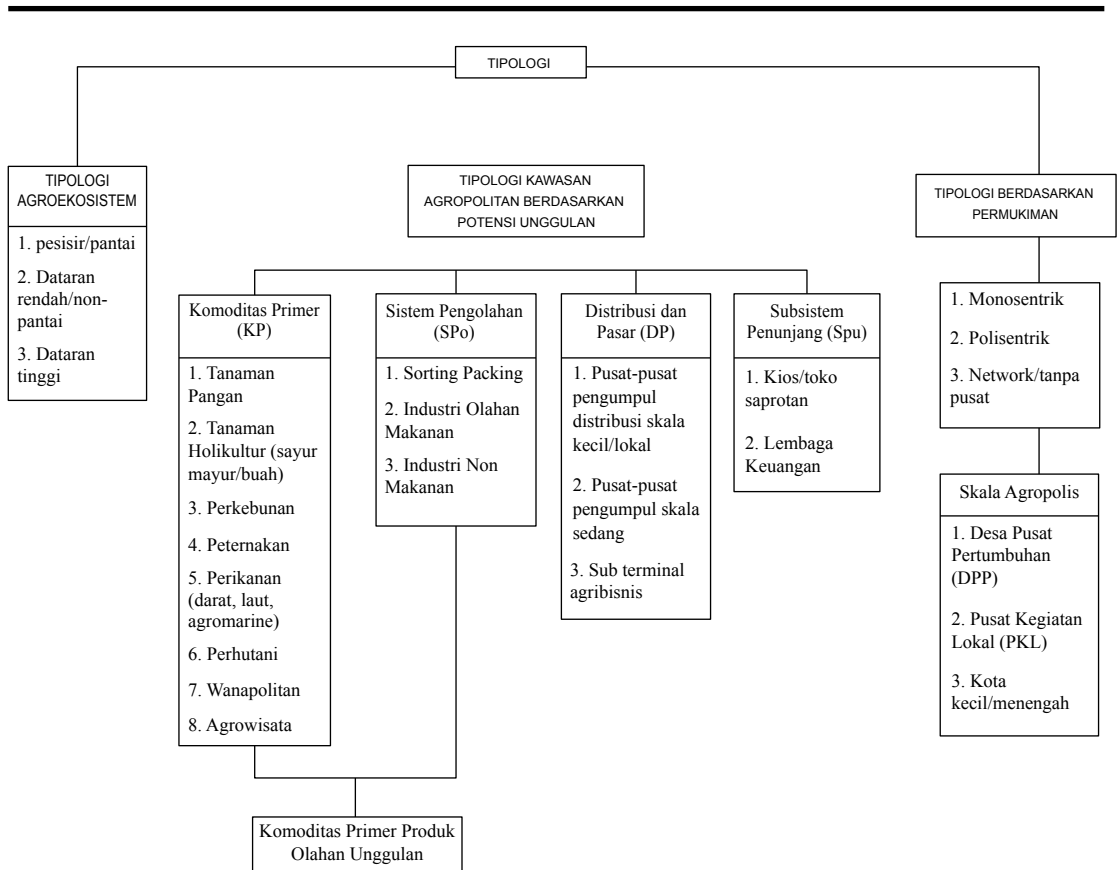 TIPOLOGI
TIPOLOGI
AGROEKOSISTEM
1. pesisir/pantai
2. Dataran
rendah/non-
pantai
3. Dataran
tinggi
TIPOLOGI KAWASAN
AGROPOLITAN BERDASARKAN
POTENSI UNGGULAN
Komoditas Primer
(KP)
1. Tanaman
Pangan
2. Tanaman
Holikultur (sayur
mayur/buah)
3. Perkebunan
4. Peternakan
5. Perikanan
(darat, laut,
agromarine)
6. Perhutani
7. Wanapolitan
8. Agrowisata
Sistem Pengolahan
(SPo)
1. Sorting Packing
2. Industri Olahan
Makanan
3. Industri Non
Makanan
Distribusi dan
Pasar (DP)
1. Pusat-pusat
pengumpul
distribusi skala
kecil/lokal
2. Pusat-pusat
pengumpul skala
sedang
3. Sub terminal
agribisnis
Subsistem
Penunjang (Spu)
1. Kios/toko
saprotan
2. Lembaga
Keuangan
Komoditas Primer Produk
Olahan Unggulan
TIPOLOGI BERDASARKAN
PERMUKIMAN
1. Monosentrik
2. Polisentrik
3. Network/tanpa
pusat
Skala Agropolis
1. Desa Pusat
Pertumbuhan
(DPP)
2. Pusat Kegiatan
Lokal (PKL)
3. Kota
kecil/menengah